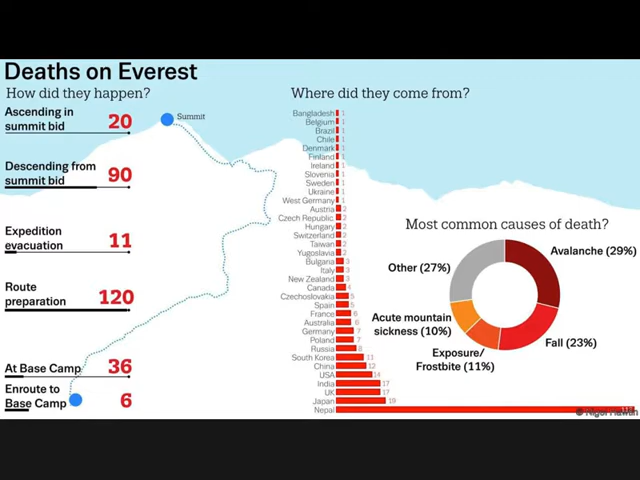 Deaths on Everest
How did they happen?
Ascending in
summit bid
20
Descending from
summit bid
90
Expedition
evacuation
11
Route
preparation
120
At Base Camp
36
Enroute to
Base Camp
6
Summit
Where did they come from?
Bangladesh 1
Belgium 1
Brazil 1
Chile 1
Denmark 1
Finland 1
Ireland 1
Slovenia 1
Sweden 1
Ukraine 1
West Germany 1
Austria 2
Czech Republic 2
Hungary 2
Switzerland 2
Taiwan 2
Yugoslavia 2
Bulgaria 3
Italy 3
New Zealand 3
Canada 4
Czechoslovakia 5
Spain 5
France 6
Australia 6
Germany 7
Poland 7
Russia 8
South Korea 11
China 12
USA 14
India 17
UK 17
Japan 19
Nepal
Most common causes of death?
Avalanche (29%)
Fall (23%)
Exposure/
Frostbite (11%)
Acute mountain
sickness (10%)
Other (27%)